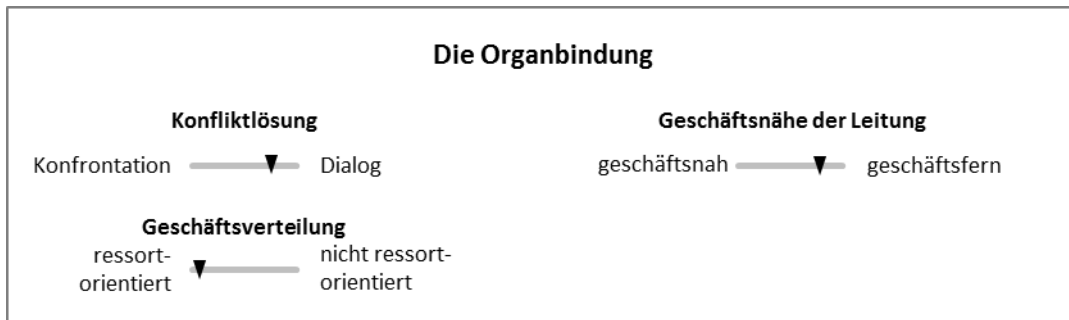 Die Organbindung
Konfliktlösung
Konfrontation Dialog
Geschäftsnähe der Leitung
geschäftsnah geschäftsfern
Geschäftsverteilung
ressort-
orientiert
nicht ressort-
orientiert